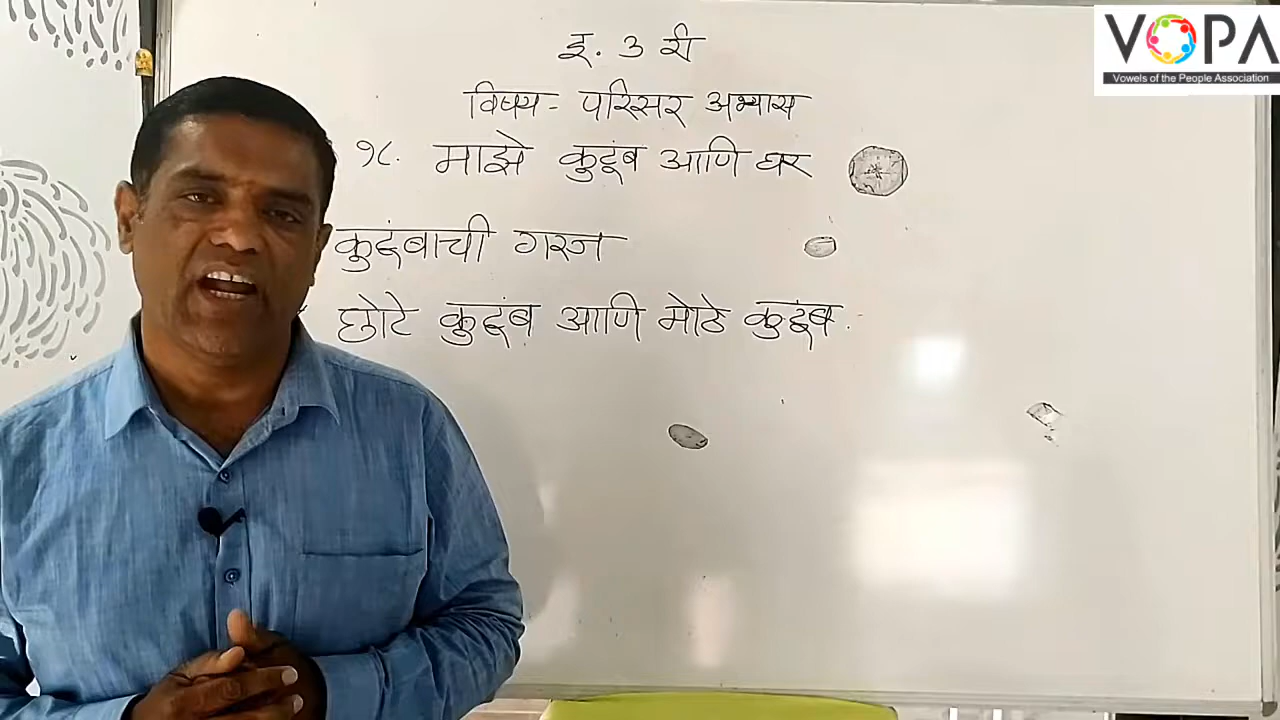 VOPA
Vowels of the People Association
इ. ३ री
विषय - परिसर अभ्यास
१८. माझे कुटूंब आणि घर
कुटुंबाची गरज
छोटे कुटुंब आणि मोठे कुटुंब.